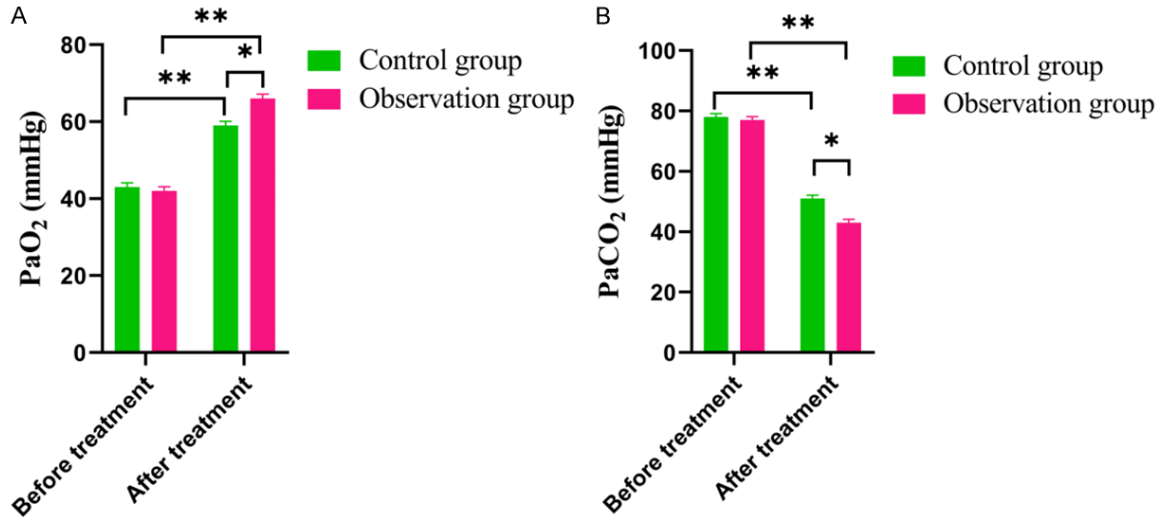 A
PaO2 (mmHg)
80
60
40
20
0
**
**
*
Control group
Observation group
Before treatment
After treatment
B
PaCO2 (mmHg)
100
80
60
40
20
0
**
**
*
Control group
Observation group
Before treatment
After treatment